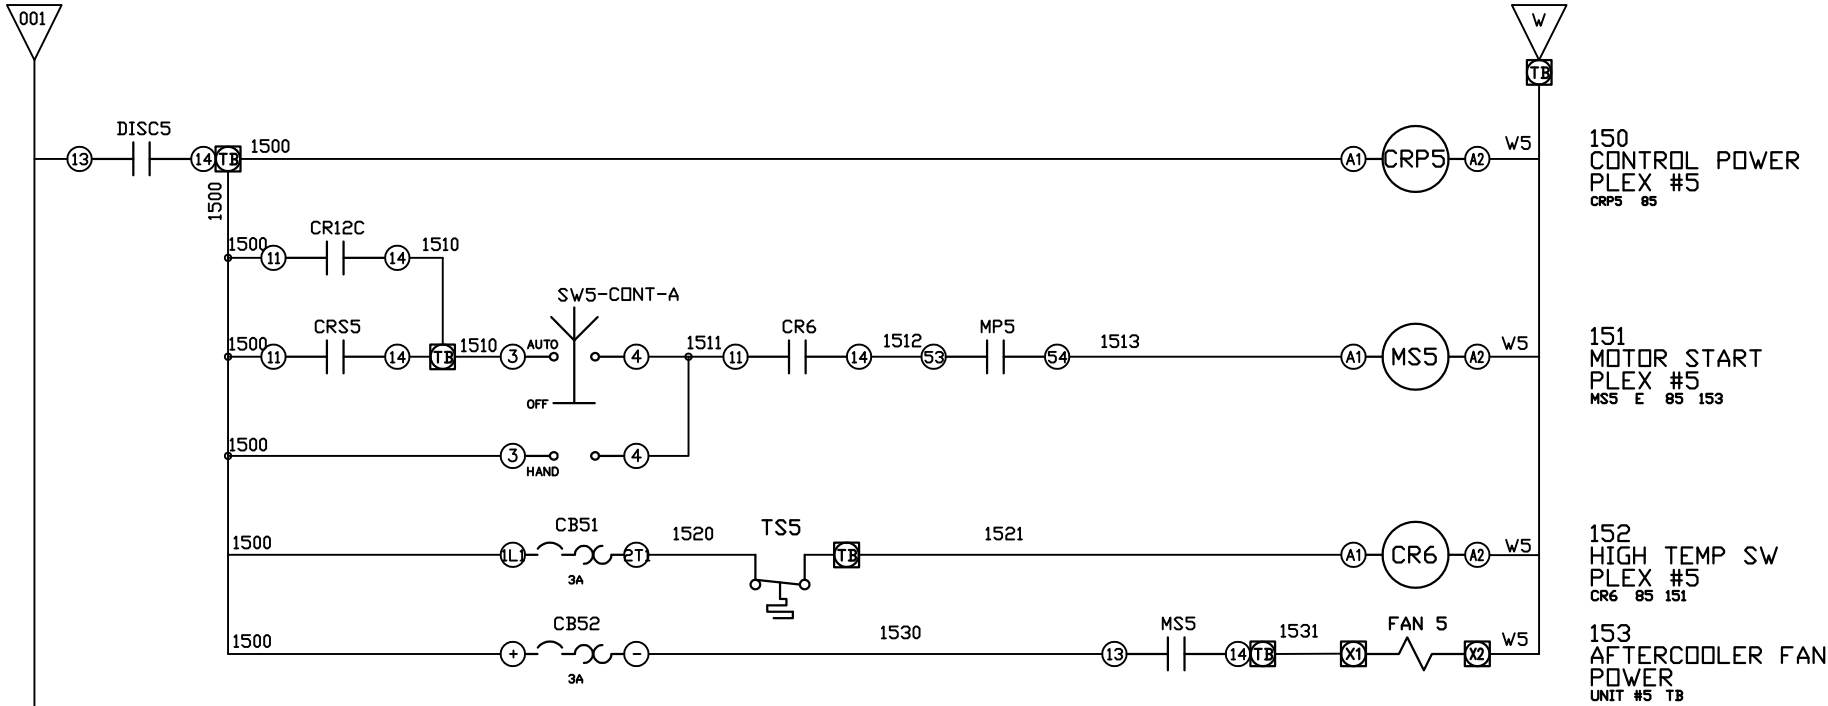 001
W
TB
DISC5
13
14
TB
1500
A1
CRP5
A2
W5
150
CONTROL POWER
PLEX #5
CRP5 85
1500
CR12C
1500
11
14
1510
SW5-CONT-A
CRS5
1500
11
14
TB
1510
3
AUTO
4
1511
11
CR6
14
1512
53
MP5
54
1513
A1
MS5
A2
W5
151
MOTOR START
PLEX #5
MS5 E 85 153
OFF
1500
3
HAND
4
1500
1L1
CB51
3A
2T1
1520
TS5
TB
1521
A1
CR6
A2
W5
152
HIGH TEMP SW
PLEX #5
CR6 85 151
1500
+
CB52
3A
-
1530
13
MS5
14
TB
1531
X1
FAN 5
X2
W5
153
AFTERCOOLER FAN
POWER
UNIT #5 TB